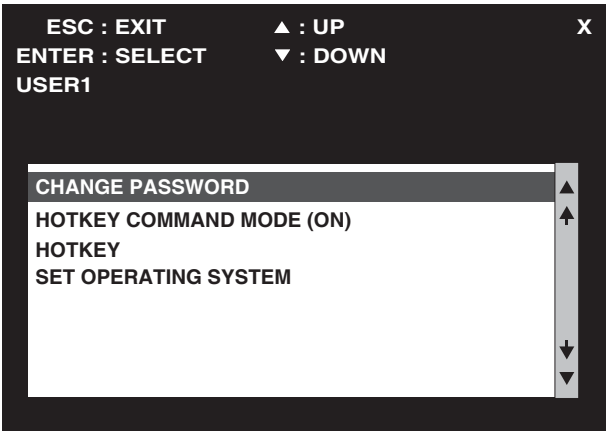 ESC : EXIT ▲ : UP X
ENTER : SELECT ▼ : DOWN
USER1
CHANGE PASSWORD
HOTKEY COMMAND MODE (ON)
HOTKEY
SET OPERATING SYSTEM